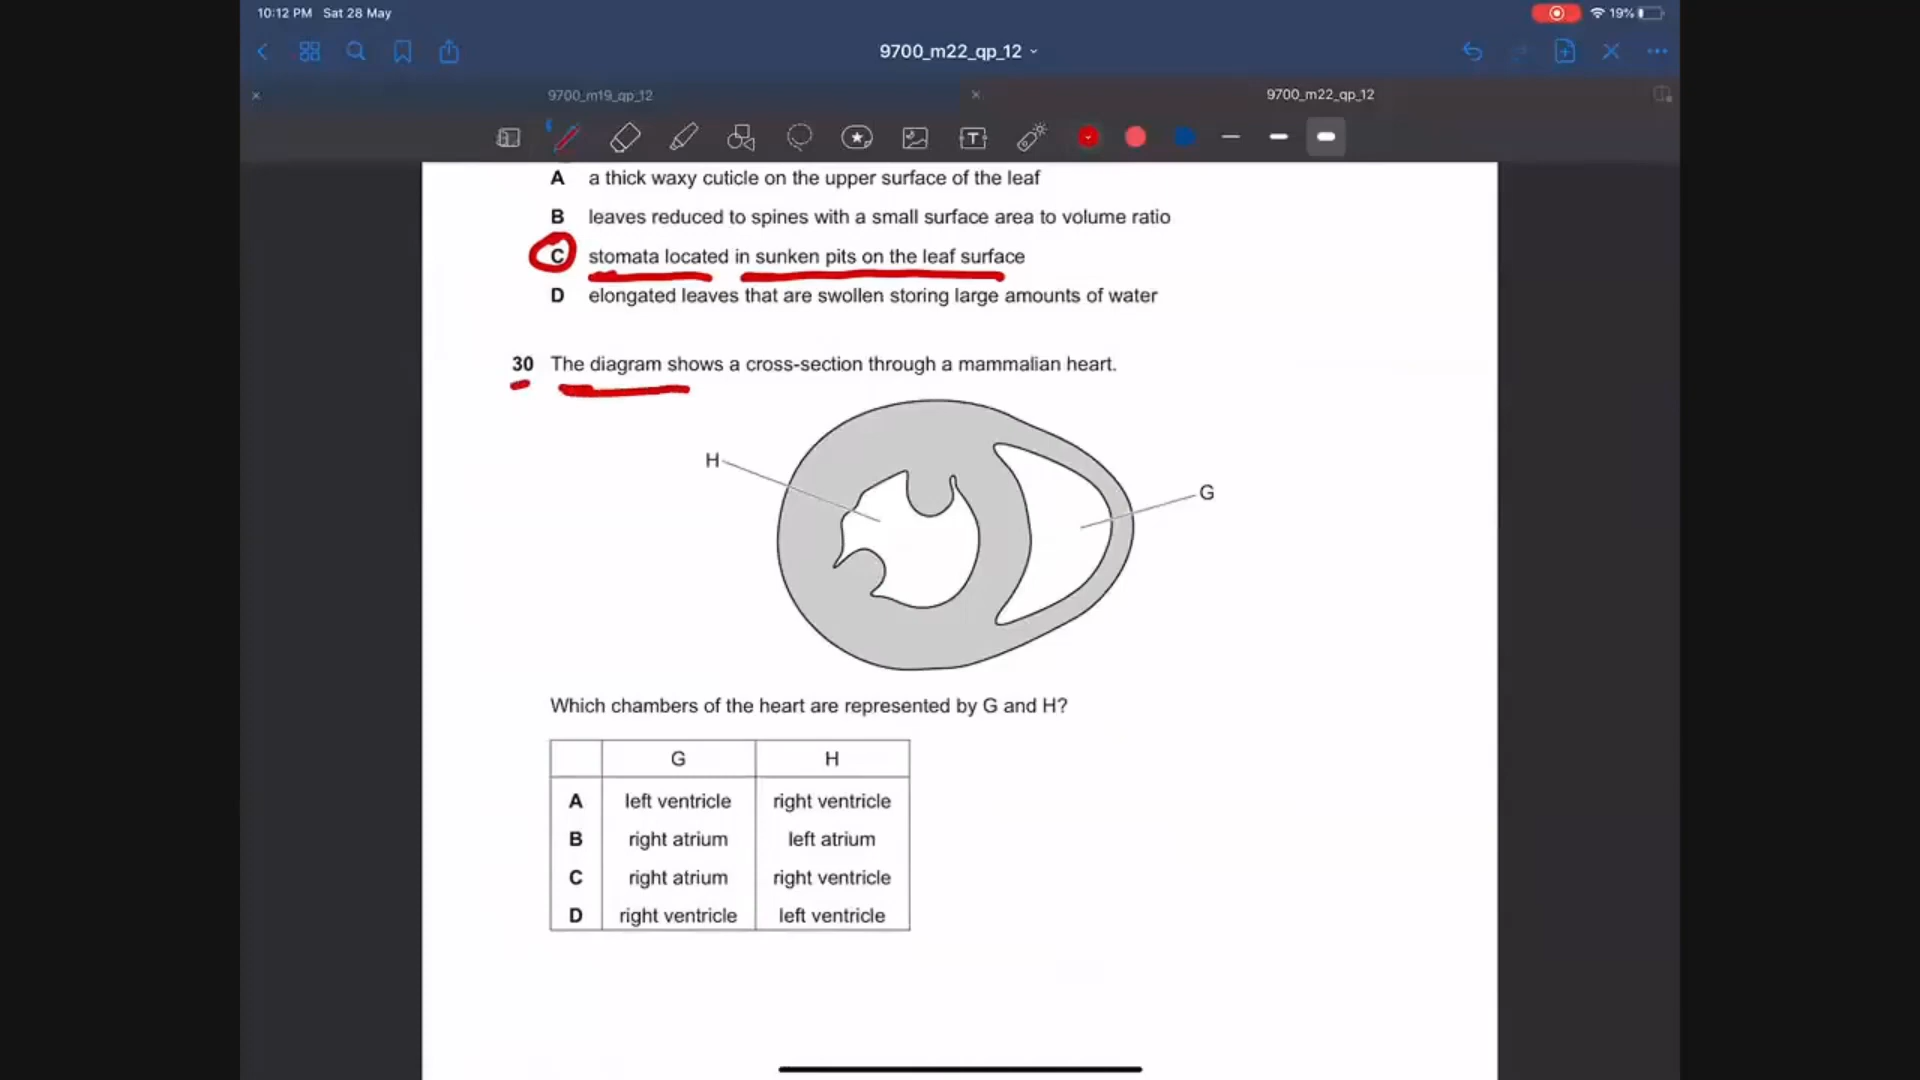 10:12 PM Sat 28 May
19%
9700_m22_qp_12
9700_m19_qp_12
9700_m22_qp_12
A a thick waxy cuticle on the upper surface of the leaf
B leaves reduced to spines with a small surface area to volume ratio
C stomata located in sunken pits on the leaf surface
D elongated leaves that are swollen storing large amounts of water
30 The diagram shows a cross-section through a mammalian heart.
H
G
Which chambers of the heart are represented by G and H?
G H
A left ventricle right ventricle
B right atrium left atrium
C right atrium right ventricle
D right ventricle left ventricle